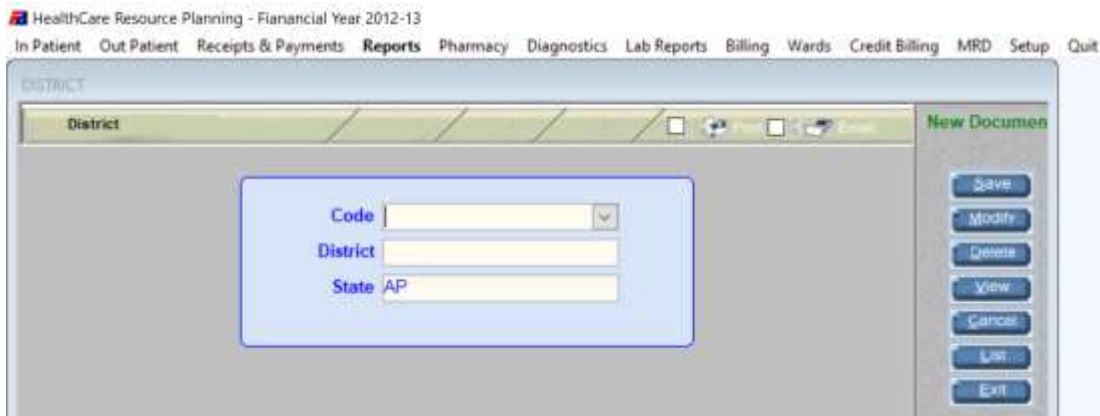 HealthCare Resource Planning - Fianancial Year 2012-13
In Patient Out Patient Receipts & Payments Reports Pharmacy Diagnostics Lab Reports Billing Wards Credit Billing MRD Setup Quit
DISTRICT
District
New Documen
Code
District
State AP
Save
Modify
Delete
View
Cancel
List
Exit